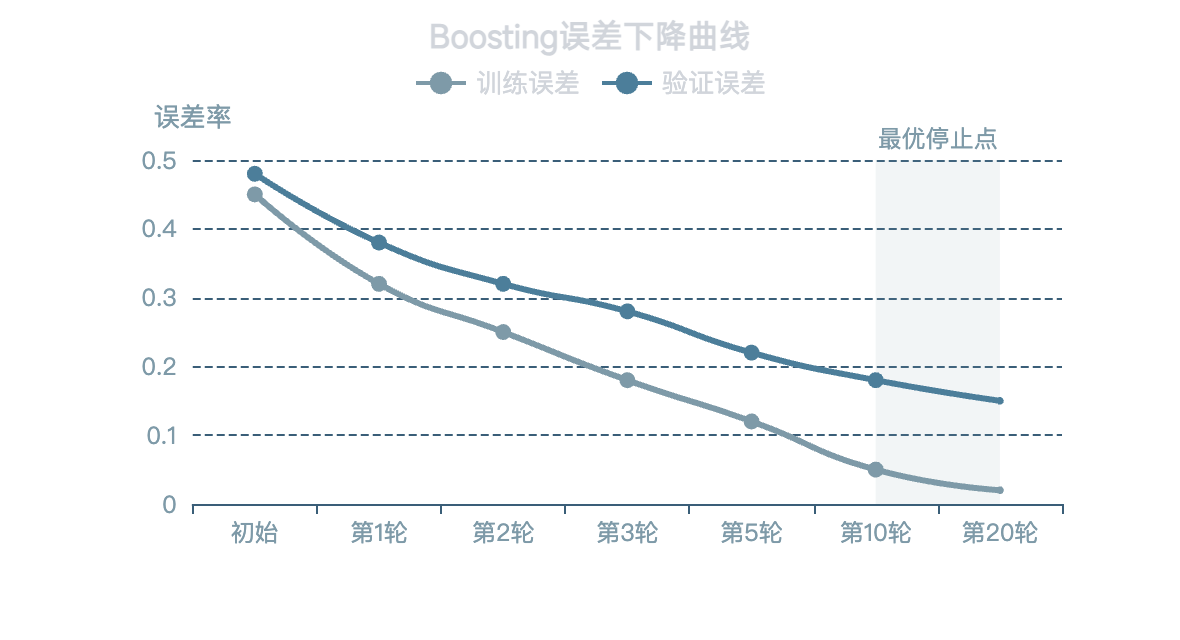 Boosting误差下降曲线
训练误差 验证误差
误差率
最优停止点
0.5
0.4
0.3
0.2
0.1
0
初始 第1轮 第2轮 第3轮 第5轮 第10轮 第20轮